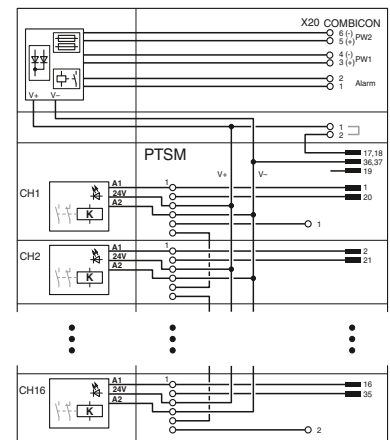 X20 COMBICON
6 (-)
5 (+) PW2
4 (-)
3 (+) PW1
2
1 Alarm
V+ V–
1
2
PTSM
17,18
36,37
19
V+ V–
CH1
A1
24V
A2
K
1
1
20
1
CH2
A1
24V
A2
K
1
2
21
CH16
A1
24V
A2
K
1
16
35
2